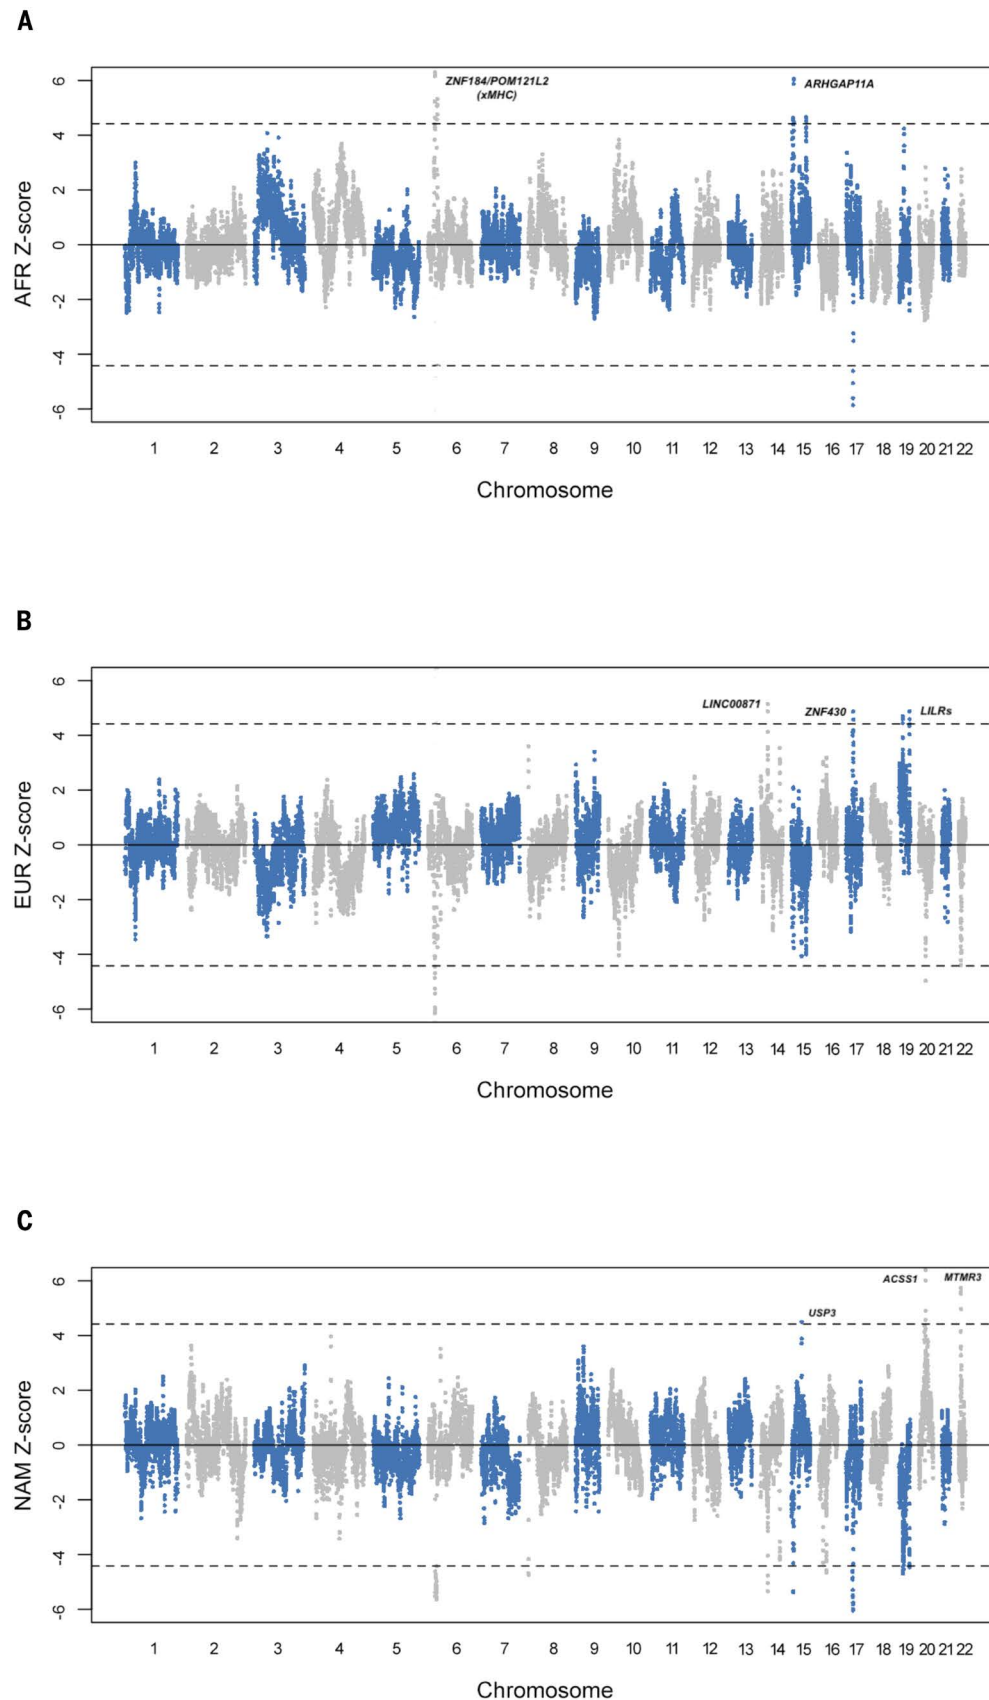 A
AFR Z-score
6
4
2
0
-2
-4
-6
ZNF184/POM121L2
(xMHC)
ARHGAP11A
1 2 3 4 5 6 7 8 9 10 11 12 13 14 15 16 17 18 19 20 21 22
Chromosome
B
EUR Z-score
6
4
2
0
-2
-4
-6
LINC00871
ZNF430
LILRs
1 2 3 4 5 6 7 8 9 10 11 12 13 14 15 16 17 18 19 20 21 22
Chromosome
C
NAM Z-score
6
4
2
0
-2
-4
-6
ACSS1
MTMR3
USP3
1 2 3 4 5 6 7 8 9 10 11 12 13 14 15 16 17 18 19 20 21 22
Chromosome